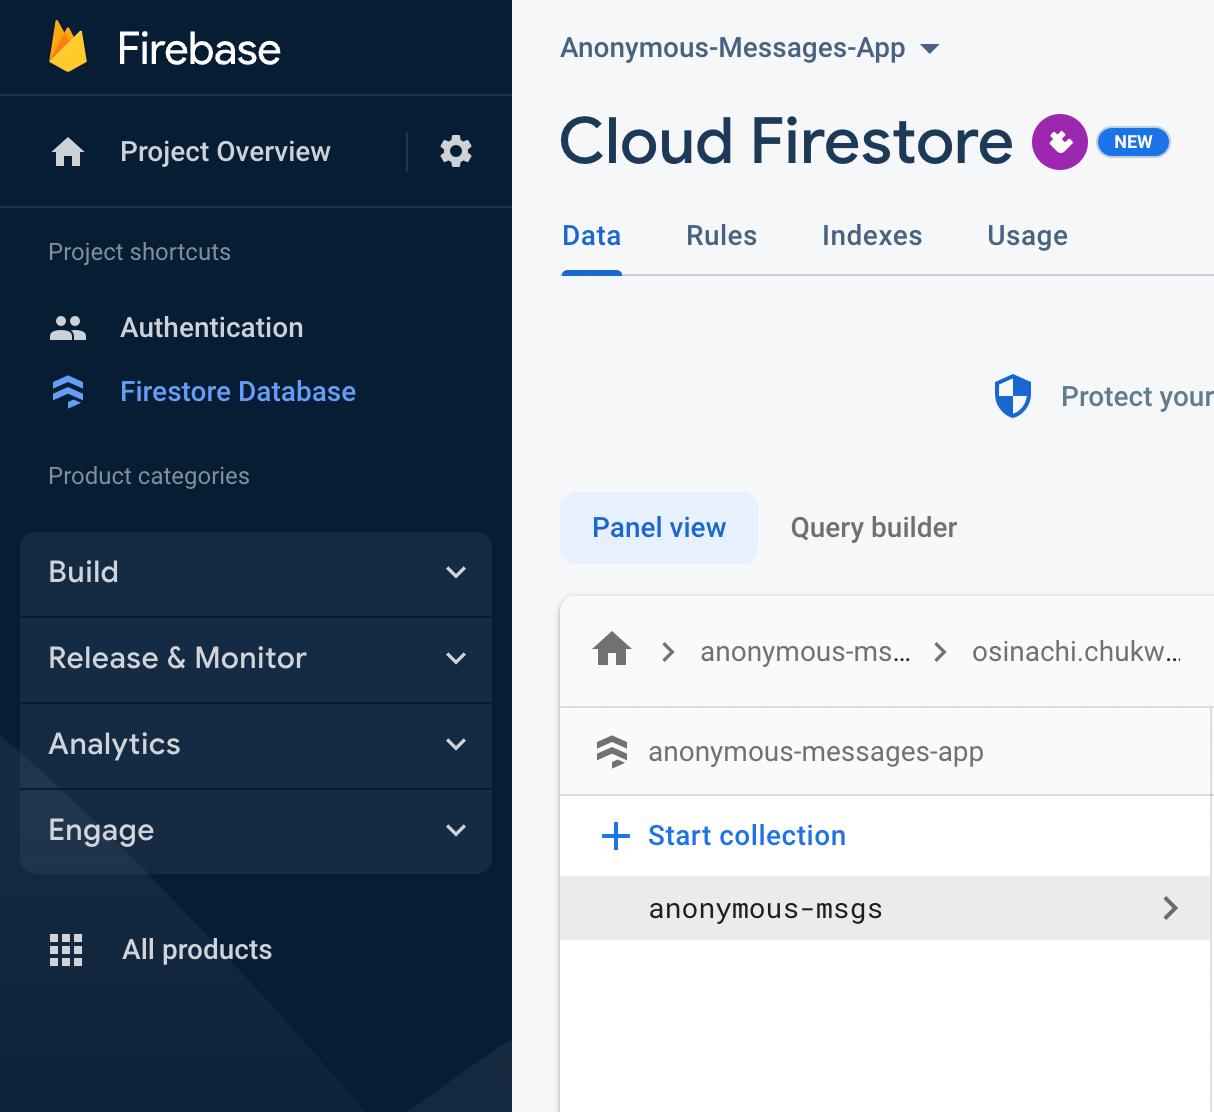 Firebase
Project Overview
Project shortcuts
Authentication
Firestore Database
Product categories
Build
Release & Monitor
Analytics
Engage
All products
Anonymous-Messages-App
Cloud Firestore NEW
Data Rules Indexes Usage
Protect your
Panel view Query builder
anonymous-ms... osinachi.chukw...
anonymous-messages-app
Start collection
anonymous-msgs